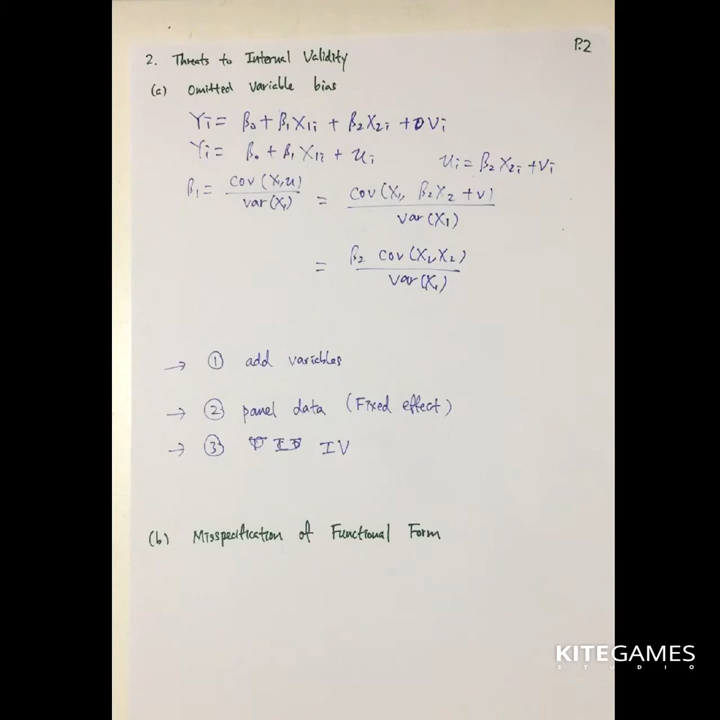 P.2
2. Threats to Internal Validity
(a) Omitted variable bias
Yi = β0 + β1X1i + β2X2i + Vi
Yi = β0 + β1X1i + ui    ui = β2X2i + Vi
β1 = cov(X1,u)/var(X1) = cov(X1, β2X2 + v)/var(X1)
= β2 cov(X1,X2)/var(X1)
→ ① add variables
→ ② panel data (Fixed effect)
→ ③ IV
(b) Misspecification of Functional Form
KITEGAMES
STUDIO